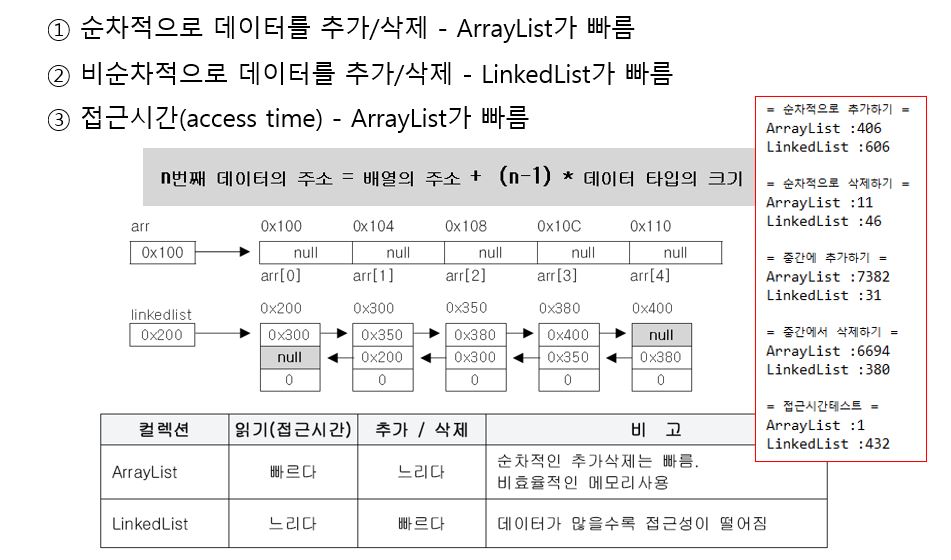 ① 순차적으로 데이터를 추가/삭제 - ArrayList가 빠름
② 비순차적으로 데이터를 추가/삭제 - LinkedList가 빠름
③ 접근시간(access time) - ArrayList가 빠름
n번째 데이터의 주소 = 배열의 주소 + (n-1) * 데이터 타입의 크기
arr 0x100 0x104 0x108 0x10C 0x110
0x100 null null null null null
arr[0] arr[1] arr[2] arr[3] arr[4]
linkedlist 0x200 0x300 0x350 0x380 0x400
0x200 0x300 0x350 0x380 0x400 null
null 0x200 0x300 0x350 0x380
0 0 0 0 0
컬렉션 읽기(접근시간) 추가 / 삭제 비 고
ArrayList 빠르다 느리다 순차적인 추가삭제는 빠름.
비효율적인 메모리사용
LinkedList 느리다 빠르다 데이터가 많을수록 접근성이 떨어짐
= 순차적으로 추가하기 =
ArrayList :406
LinkedList :606
= 순차적으로 삭제하기 =
ArrayList :11
LinkedList :46
= 중간에 추가하기 =
ArrayList :7382
LinkedList :31
= 중간에서 삭제하기 =
ArrayList :6694
LinkedList :380
= 접근시간테스트 =
ArrayList :1
LinkedList :432